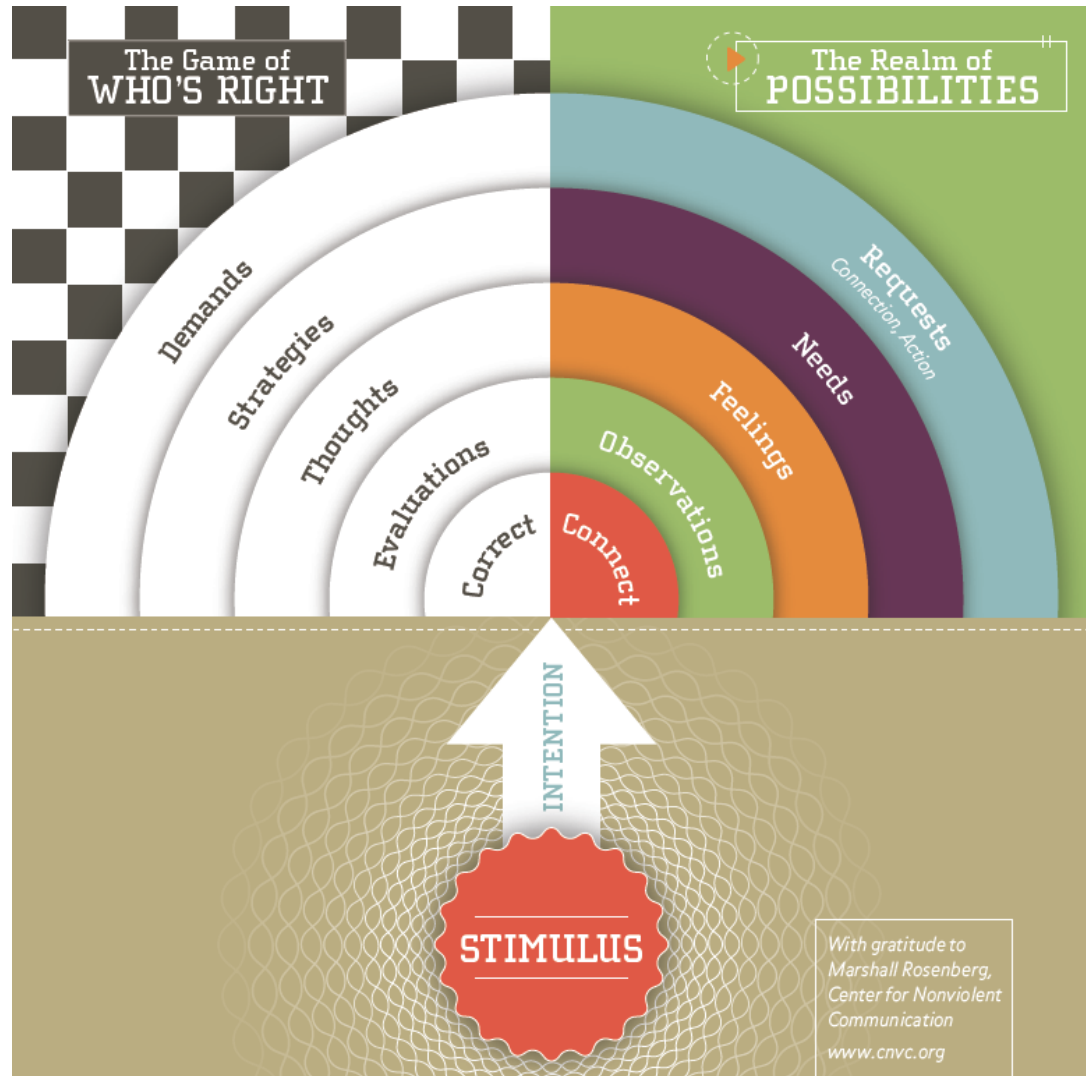 The Game of
WHO'S RIGHT
The Realm of
POSSIBILITIES
Demands
Strategies
Thoughts
Evaluations
Correct
Connect
Observations
Feelings
Needs
Requests
Connection, Action
INTENTION
STIMULUS
With gratitude to
Marshall Rosenberg,
Center for Nonviolent
Communication
www.cnvc.org